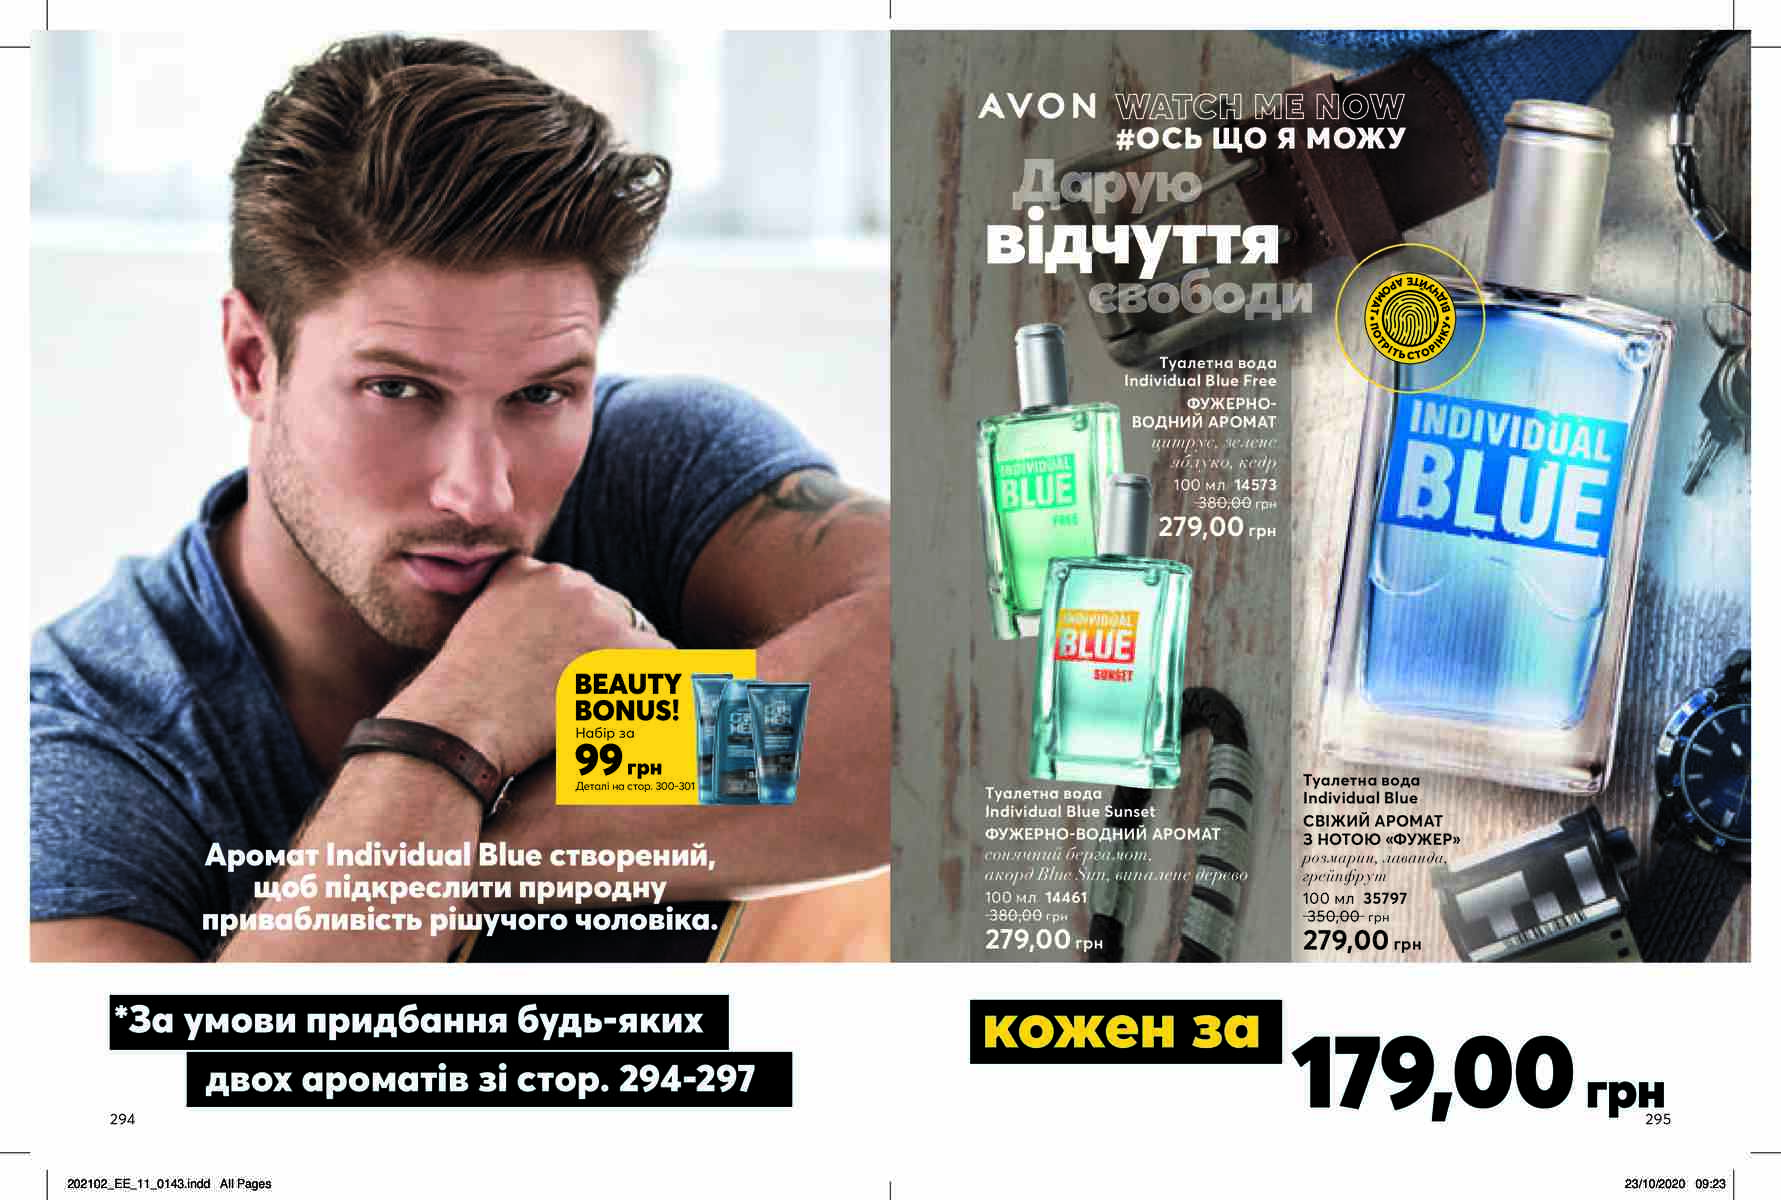 BEAUTY
BONUS!
Набір за
99 грн
Деталі на стор. 300-301
Аромат Individual Blue створений,
щоб підкреслити природну
привабливість рішучого чоловіка.
*За умови придбання будь-яких
двох ароматів зі стор. 294-297
294
AVON WATCH ME NOW
#ОСЬ ЩО Я МОЖУ
Дарую
відчуття
свободи
ВІДЧУЙТЕ АРОМАТ • ПОТРІТЬ СТОРІНКУ •
Туалетна вода
Individual Blue Free
ФУЖЕРНО-
ВОДНИЙ АРОМАТ
цитрус, зелене
яблуко, кедр
100 мл 14573
380,00 грн
279,00 грн
INDIVIDUAL
BLUE
FREE
INDIVIDUAL
BLUE
SUNSET
INDIVIDUAL
BLUE
Туалетна вода
Individual Blue Sunset
ФУЖЕРНО-ВОДНИЙ АРОМАТ
сонячний бергамот,
акорд Blue Sun, випалене дерево
100 мл 14461
380,00 грн
279,00 грн
Туалетна вода
Individual Blue
СВІЖИЙ АРОМАТ
З НОТОЮ «ФУЖЕР»
розмарин, лаванда,
грейпфрут
100 мл 35797
350,00 грн
279,00 грн
кожен за
179,00 грн
295
202102_EE_11_0143.indd All Pages
23/10/2020 09:23